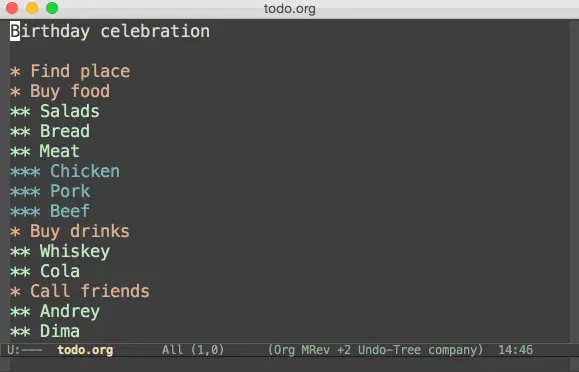 todo.org
Birthday celebration
* Find place
* Buy food
** Salads
** Bread
** Meat
*** Chicken
*** Pork
*** Beef
* Buy drinks
** Whiskey
** Cola
* Call friends
** Andrey
** Dima
U:--- todo.org All (1,0) (Org MRev +2 Undo-Tree company) 14:46